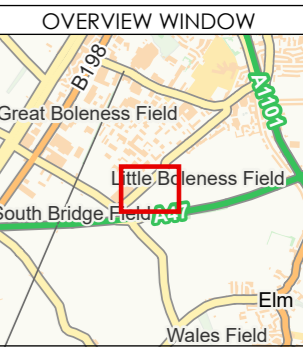 OVERVIEW WINDOW
B198
A1101
Great Boleness Field
Little Boleness Field
South Bridge Field
A47
Elm
Wales Field